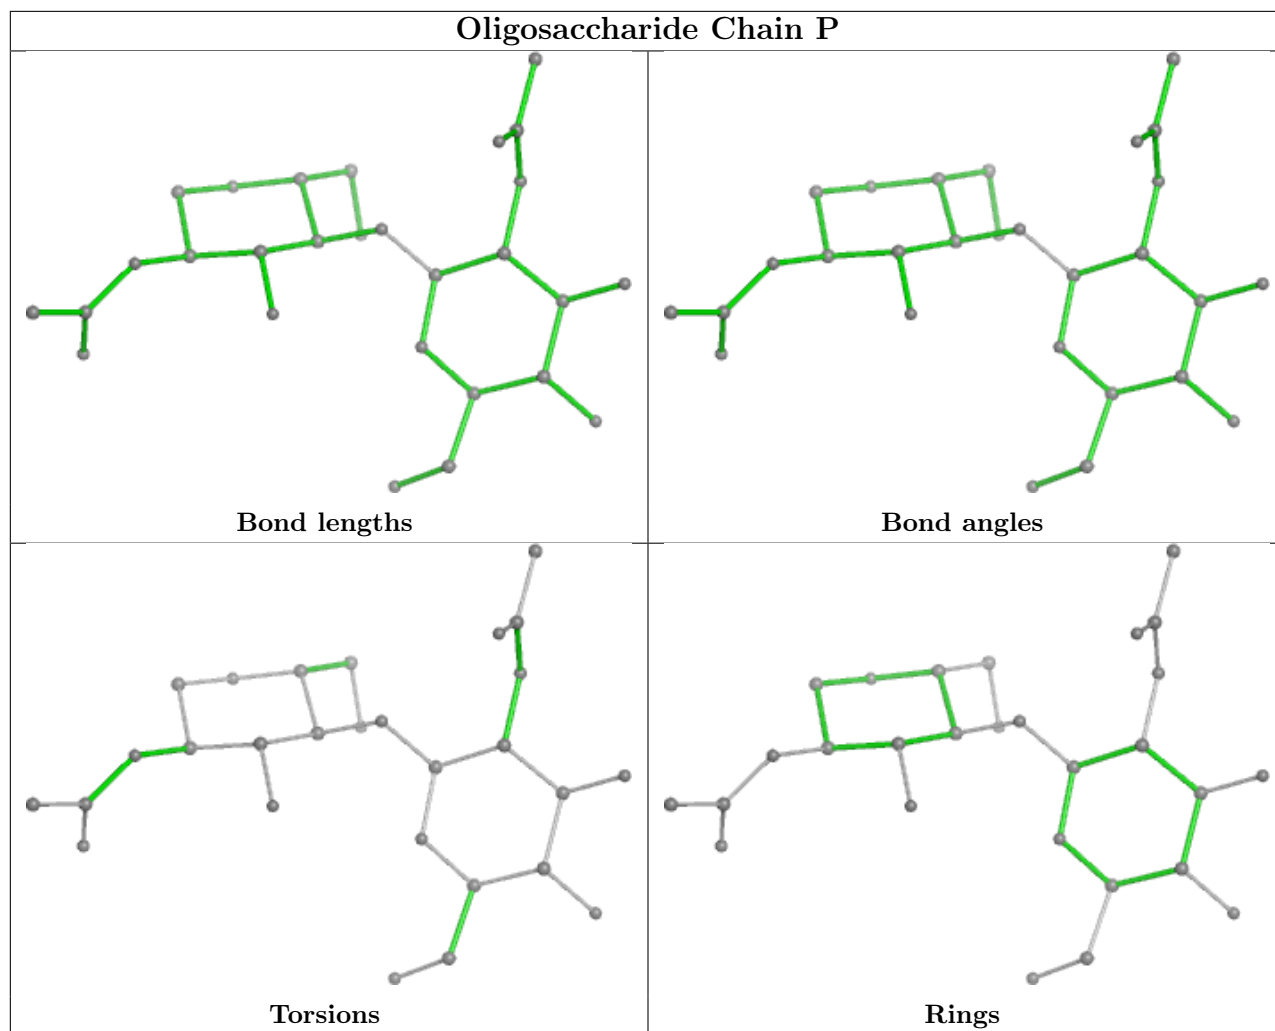 Oligosaccharide Chain P
Bond lengths
Bond angles
Torsions
Rings